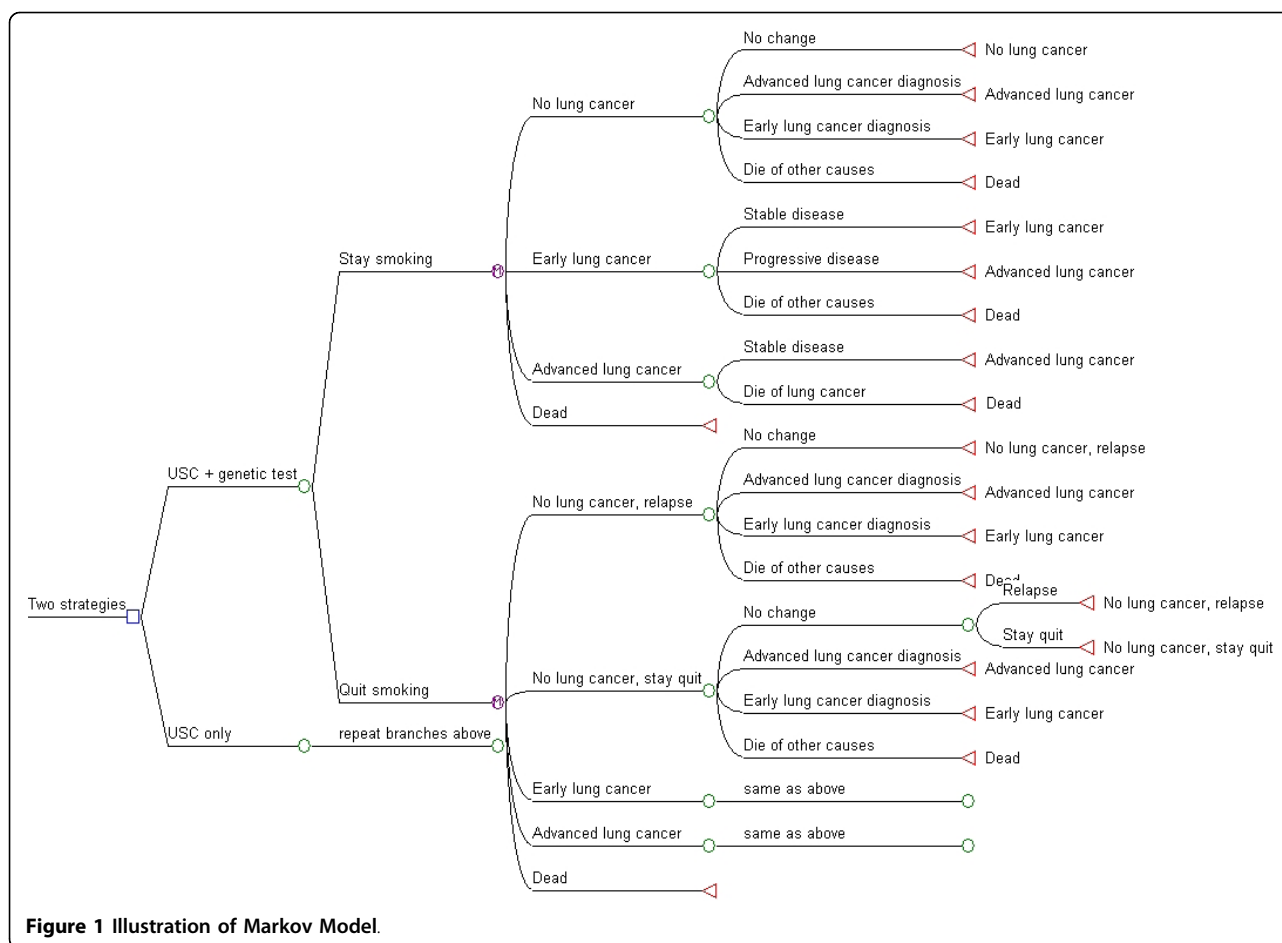 No change
No lung cancer
Advanced lung cancer diagnosis
Advanced lung cancer
No lung cancer
Early lung cancer diagnosis
Early lung cancer
Die of other causes
Dead
Stable disease
Early lung cancer
Stay smoking
Early lung cancer
Progressive disease
Advanced lung cancer
Die of other causes
Dead
Stable disease
Advanced lung cancer
Advanced lung cancer
Die of lung cancer
Dead
Dead
No change
No lung cancer, relapse
USC + genetic test
Advanced lung cancer diagnosis
Advanced lung cancer
No lung cancer, relapse
Early lung cancer diagnosis
Early lung cancer
Die of other causes
Dead
Relapse
No lung cancer, relapse
Two strategies
No change
Stay quit
No lung cancer, stay quit
Advanced lung cancer diagnosis
Advanced lung cancer
Quit smoking
No lung cancer, stay quit
Early lung cancer diagnosis
Early lung cancer
USC only
repeat branches above
Die of other causes
Dead
Early lung cancer
same as above
Advanced lung cancer
same as above
Dead
M
M
Figure 1 Illustration of Markov Model.